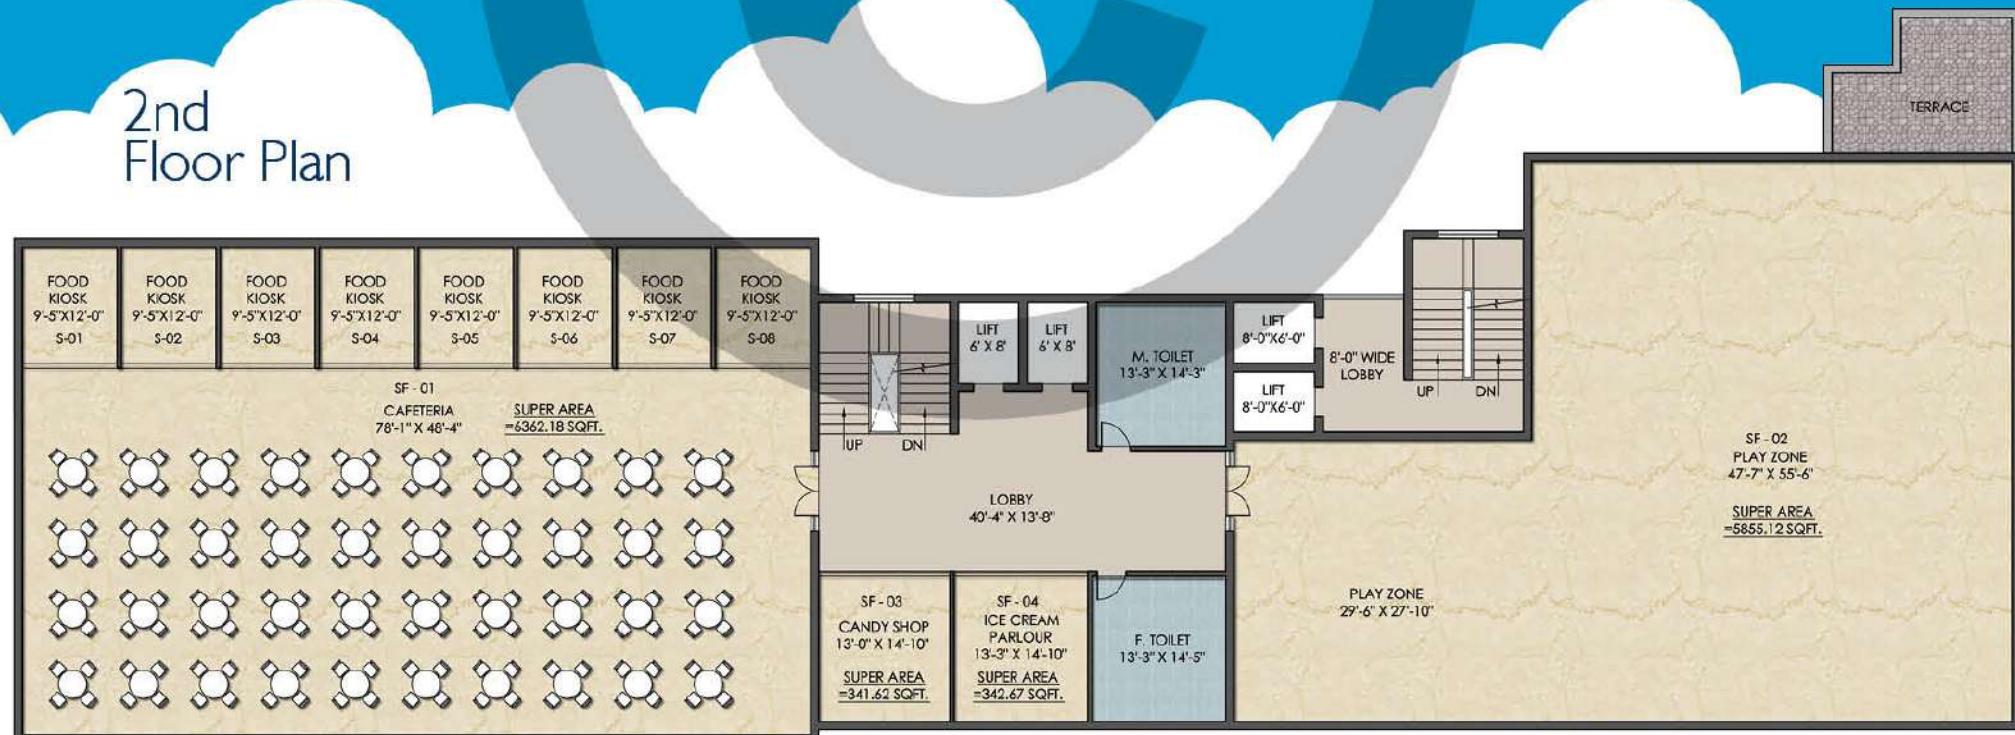 2nd
Floor Plan
TERRACE
FOOD
KIOSK
9'-5"X12'-0"
S-01
FOOD
KIOSK
9'-5"X12'-0"
S-02
FOOD
KIOSK
9'-5"X12'-0"
S-03
FOOD
KIOSK
9'-5"X12'-0"
S-04
FOOD
KIOSK
9'-5"X12'-0"
S-05
FOOD
KIOSK
9'-5"X12'-0"
S-06
FOOD
KIOSK
9'-5"X12'-0"
S-07
FOOD
KIOSK
9'-5"X12'-0"
S-08
SF - 01
CAFETERIA
78'-1" X 48'-4"
SUPER AREA
=6362.18 SQFT.
UP
DN
LIFT
6' X 8'
LIFT
6' X 8'
M. TOILET
13'-3" X 14'-3"
LIFT
8'-0"X6'-0"
LIFT
8'-0"X6'-0"
8'-0" WIDE
LOBBY
UP
DN
LOBBY
40'-4" X 13'-8"
SF - 03
CANDY SHOP
13'-0" X 14'-10"
SUPER AREA
=341.62 SQFT.
SF - 04
ICE CREAM
PARLOUR
13'-3" X 14'-10"
SUPER AREA
=342.67 SQFT.
F. TOILET
13'-3" X 14'-5"
PLAY ZONE
29'-6" X 27'-10"
SF - 02
PLAY ZONE
47'-7" X 55'-6"
SUPER AREA
=5855.12 SQFT.